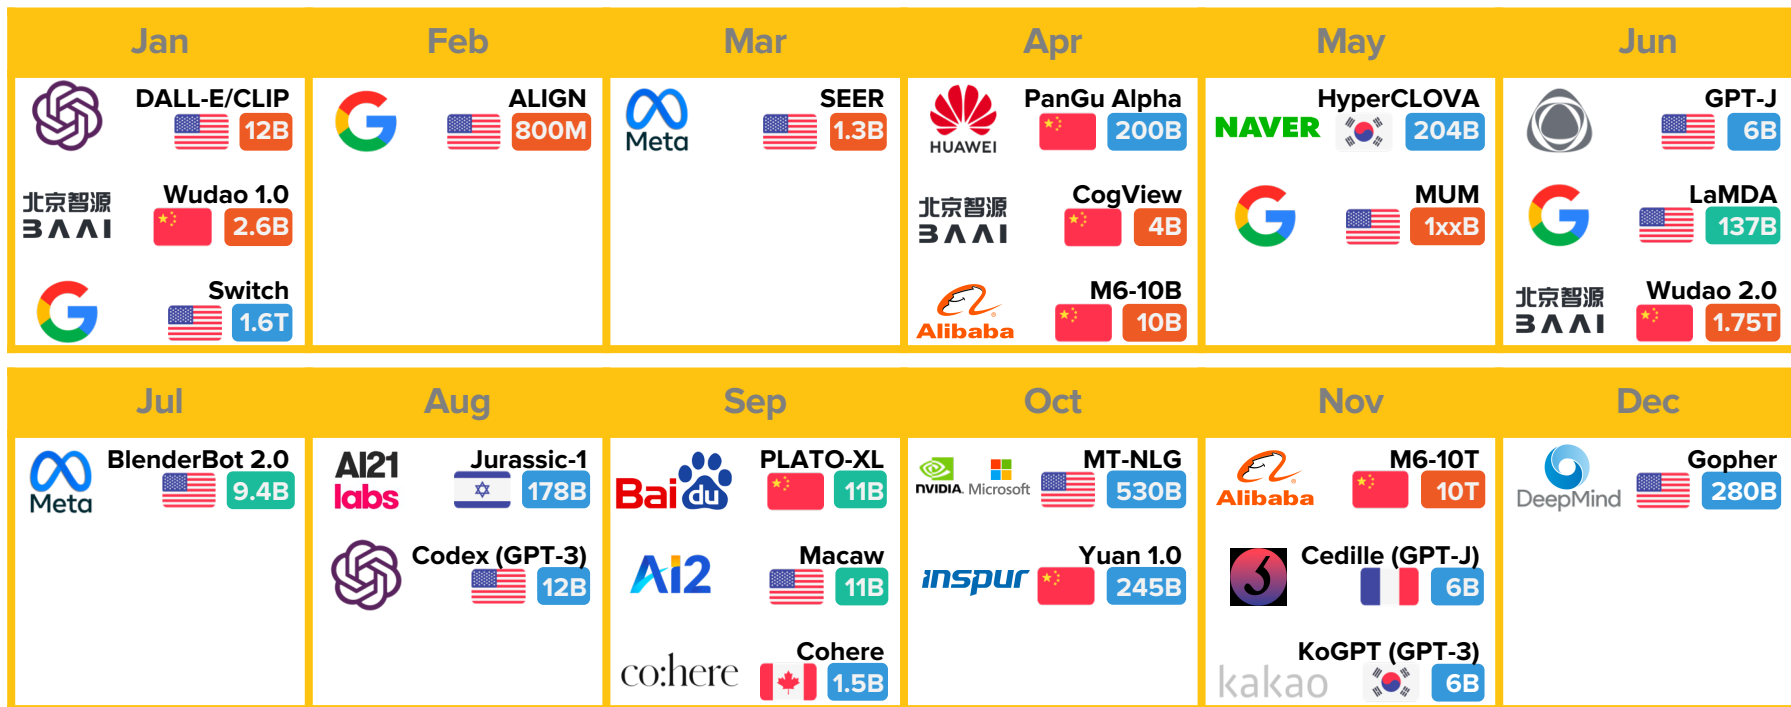 Jan
Feb
Mar
Apr
May
Jun
DALL-E/CLIP
12B
北京智源
BAAI
Wudao 1.0
2.6B
Switch
1.6T
ALIGN
800M
Meta
SEER
1.3B
HUAWEI
PanGu Alpha
200B
北京智源
BAAI
CogView
4B
Alibaba
M6-10B
10B
NAVER
HyperCLOVA
204B
MUM
1xxB
GPT-J
6B
LaMDA
137B
北京智源
BAAI
Wudao 2.0
1.75T
Jul
Aug
Sep
Oct
Nov
Dec
Meta
BlenderBot 2.0
9.4B
AI21
labs
Jurassic-1
178B
Codex (GPT-3)
12B
Bai du
PLATO-XL
11B
Ai2
Macaw
11B
co:here
Cohere
1.5B
NVIDIA. Microsoft
MT-NLG
530B
inspur
Yuan 1.0
245B
Alibaba
M6-10T
10T
Cedille (GPT-J)
6B
kakao
KoGPT (GPT-3)
6B
DeepMind
Gopher
280B